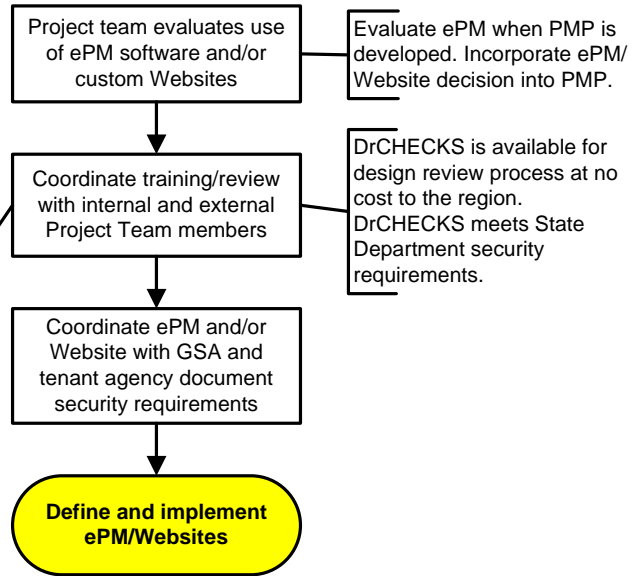 Project team evaluates use
of ePM software and/or
custom Websites
Evaluate ePM when PMP is
developed. Incorporate ePM/
Website decision into PMP.
Coordinate training/review
with internal and external
Project Team members
DrCHECKS is available for
design review process at no
cost to the region.
DrCHECKS meets State
Department security
requirements.
Coordinate ePM and/or
Website with GSA and
tenant agency document
security requirements
Define and implement
ePM/Websites